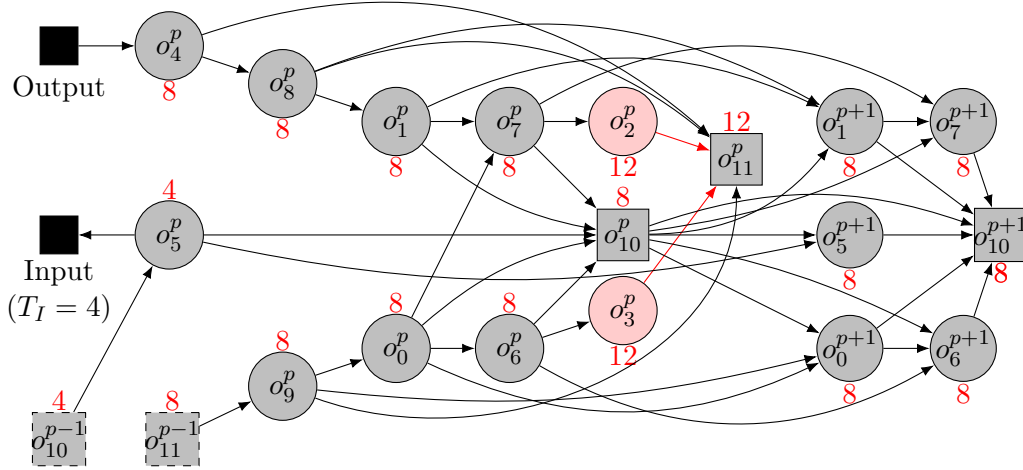 o_4^p
8
Output
o_8^p
8
o_1^p
8
o_7^p
8
o_2^p
12
12
o_11^p
o_1^{p+1}
8
o_7^{p+1}
8
4
o_5^p
Input
(T_I = 4)
8
o_10^p
o_5^{p+1}
8
o_10^{p+1}
8
8
o_9^p
8
o_0^p
8
o_6^p
o_3^p
12
o_0^{p+1}
8
o_6^{p+1}
8
4
o_10^{p−1}
8
o_11^{p−1}